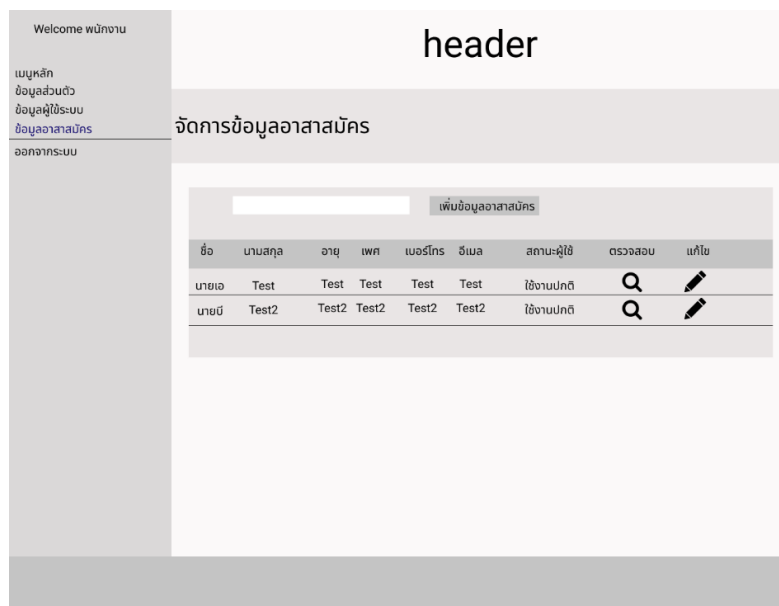 Welcome พนักงาน
เมนูหลัก
ข้อมูลส่วนตัว
ข้อมูลผู้ใช้ระบบ
ข้อมูลอาสาสมัคร
ออกจากระบบ
header
จัดการข้อมูลอาสาสมัคร
เพิ่มข้อมูลอาสาสมัคร
ชื่อ นามสกุล อายุ เพศ เบอร์โทร อีเมล สถานะผู้ใช้ ตรวจสอบ แก้ไข
นายเอ Test Test Test Test Test ใช้งานปกติ
นายบี Test2 Test2 Test2 Test2 Test2 ใช้งานปกติ